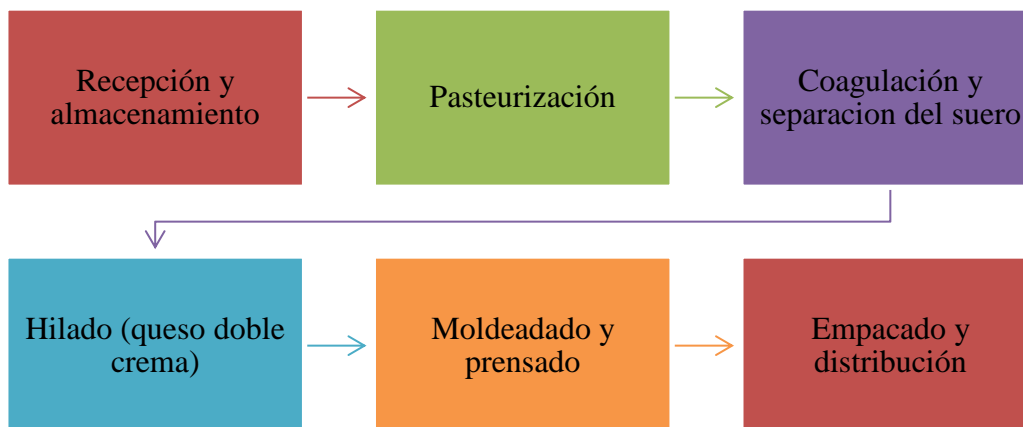 Recepción y
almacenamiento
Pasteurización
Coagulación y
separacion del suero
Hilado (queso doble
crema)
Moldeadado y
prensado
Empacado y
distribución